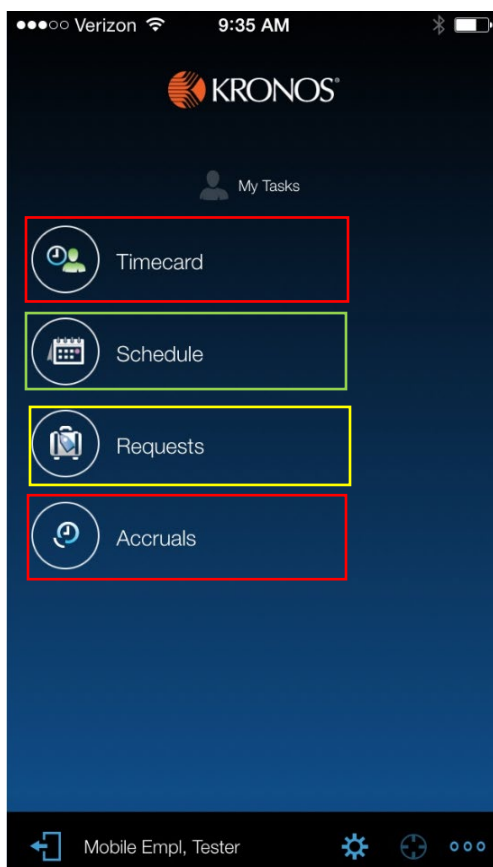 Verizon 9:35 AM
KRONOS®
My Tasks
Timecard
Schedule
Requests
Accruals
Mobile Empl, Tester